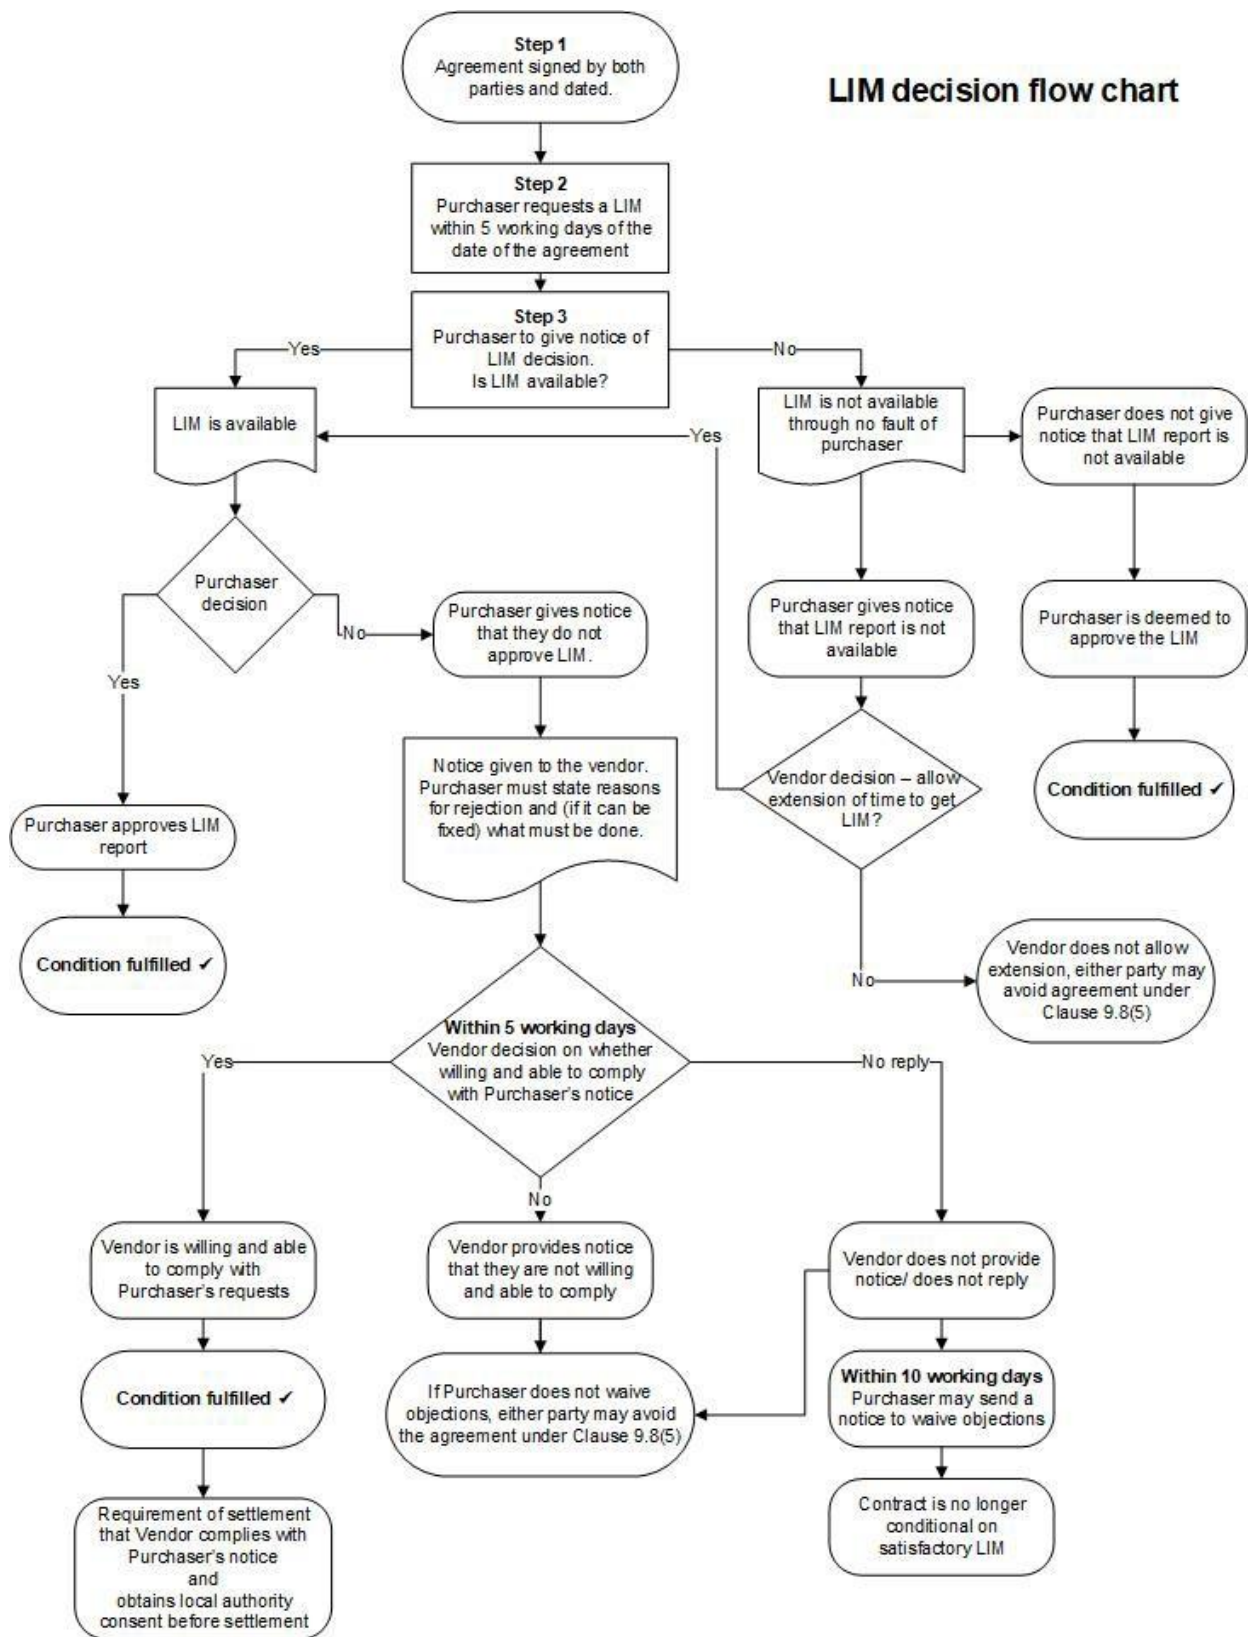 LIM decision flow chart
Step 1
Agreement signed by both
parties and dated.
Step 2
Purchaser requests a LIM
within 5 working days of the
date of the agreement
Step 3
Purchaser to give notice of
LIM decision.
Is LIM available?
Yes
No
LIM is available
LIM is not available
through no fault of
purchaser
Purchaser does not give
notice that LIM report is
not available
Yes
Purchaser
decision
No
Yes
Purchaser gives notice
that they do not
approve LIM.
Purchaser gives notice
that LIM report is not
available
Purchaser is deemed to
approve the LIM
Notice given to the vendor.
Purchaser must state reasons
for rejection and (if it can be
fixed) what must be done.
Vendor decision – allow
extension of time to get
LIM?
Condition fulfilled ✓
Purchaser approves LIM
report
Condition fulfilled ✓
No
Vendor does not allow
extension, either party may
avoid agreement under
Clause 9.8(5)
Within 5 working days
Vendor decision on whether
willing and able to comply
with Purchaser's notice
Yes
No reply
No
Vendor is willing and able
to comply with
Purchaser's requests
Vendor provides notice
that they are not willing
and able to comply
Vendor does not provide
notice/ does not reply
Condition fulfilled ✓
If Purchaser does not waive
objections, either party may avoid
the agreement under Clause 9.8(5)
Within 10 working days
Purchaser may send a
notice to waive objections
Requirement of settlement
that Vendor complies with
Purchaser's notice
and
obtains local authority
consent before settlement
Contract is no longer
conditional on
satisfactory LIM